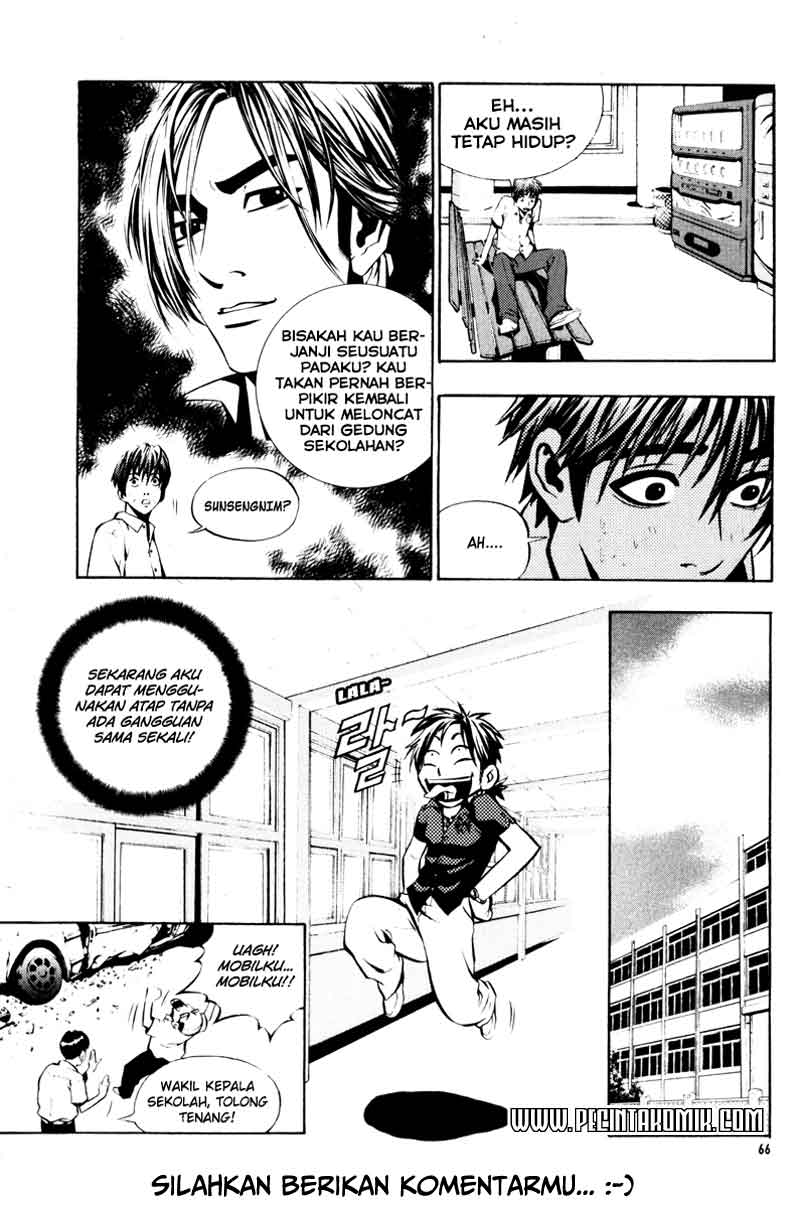 EH...
AKU MASIH
TETAP HIDUP?
BISAKAH KAU BER-
JANJI SEUSUATU
PADAKU? KAU
TAKAN PERNAH BER-
PIKIR KEMBALI
UNTUK MELONCAT
DARI GEDUNG
SEKOLAHAN?
SUNSENGNIM?
AH....
SEKARANG AKU
DAPAT MENGGU-
NAKAN ATAP TANPA
ADA GANGGUAN
SAMA SEKALI!
LALA~
랄~
ㄹ
UAGH!
MOBILKU...
MOBILKU!!
WAKIL KEPALA
SEKOLAH, TOLONG
TENANG!
WWW.PECINTAKOMIK.COM
66
SILAHKAN BERIKAN KOMENTARMU... :-)